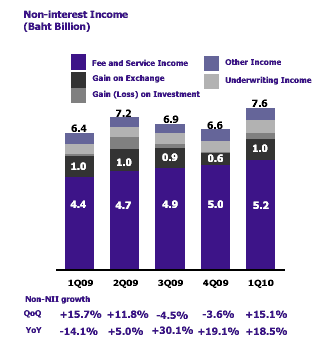 Non-interest Income
(Baht Billion)
Fee and Service Income
Other Income
Gain on Exchange
Underwriting Income
Gain (Loss) on Investment
6.4 7.2 6.9 6.6 7.6
1.0 1.0 0.9 0.6 1.0
4.4 4.7 4.9 5.0 5.2
1Q09 2Q09 3Q09 4Q09 1Q10
Non-NII growth
QoQ +15.7% +11.8% -4.5% -3.6% +15.1%
YoY -14.1% +5.0% +30.1% +19.1% +18.5%